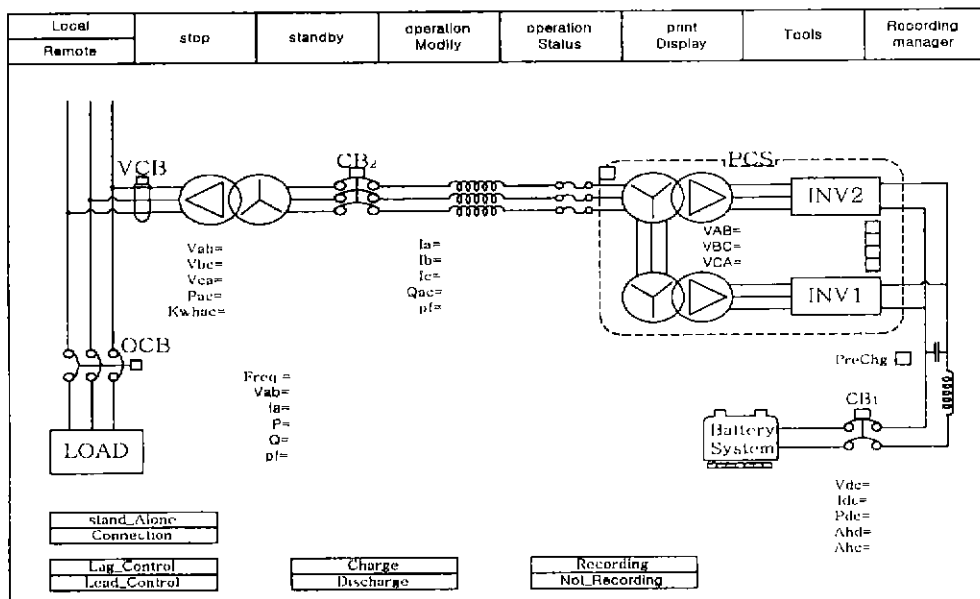 Local
Remote
stop
standby
operation
Modify
operation
Status
print
Display
Tools
Recording
manager
VCB
CB2
PCS
INV2
Vab=
Vbc=
Vca=
Pac=
Kwhac=
Ia=
Ib=
Ic=
Qac=
pf=
VAB=
VBC=
VCA=
INV1
OCB
PreChg
Freq =
Vab=
Ia=
P=
Q=
pf=
CB1
LOAD
Battery
System
Vdc=
Idc=
Pdc=
Ahd=
Ahc=
stand_Alone
Connection
Lag_Control
Lead_Control
Charge
Discharge
Recording
Not_Recording